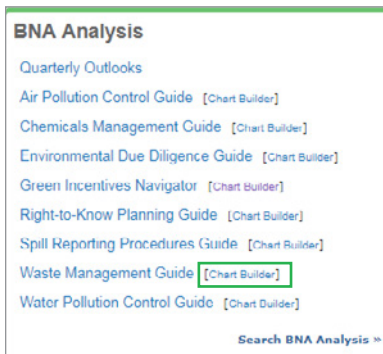 BNA Analysis
Quarterly Outlooks
Air Pollution Control Guide [Chart Builder]
Chemicals Management Guide [Chart Builder]
Environmental Due Diligence Guide [Chart Builder]
Green Incentives Navigator [Chart Builder]
Right-to-Know Planning Guide [Chart Builder]
Spill Reporting Procedures Guide [Chart Builder]
Waste Management Guide [Chart Builder]
Water Pollution Control Guide [Chart Builder]
Search BNA Analysis »